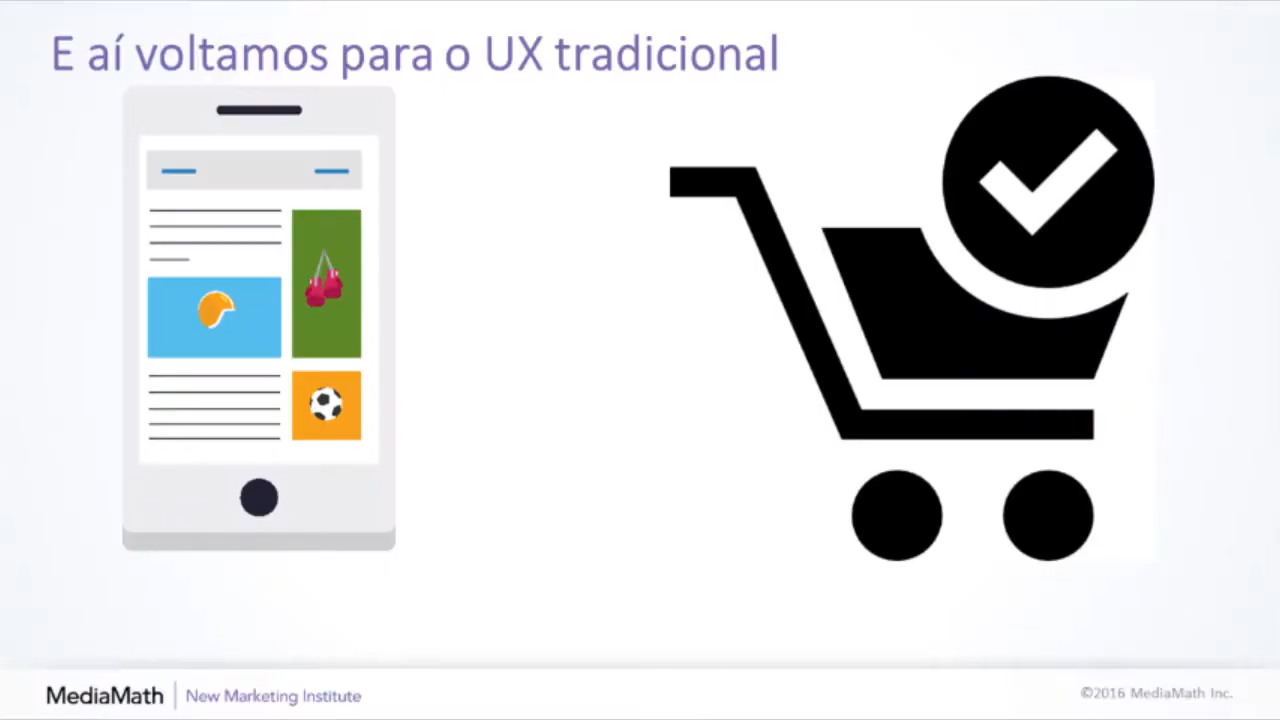 E aí voltamos para o UX tradicional
MediaMath | New Marketing Institute
©2016 MediaMath Inc.